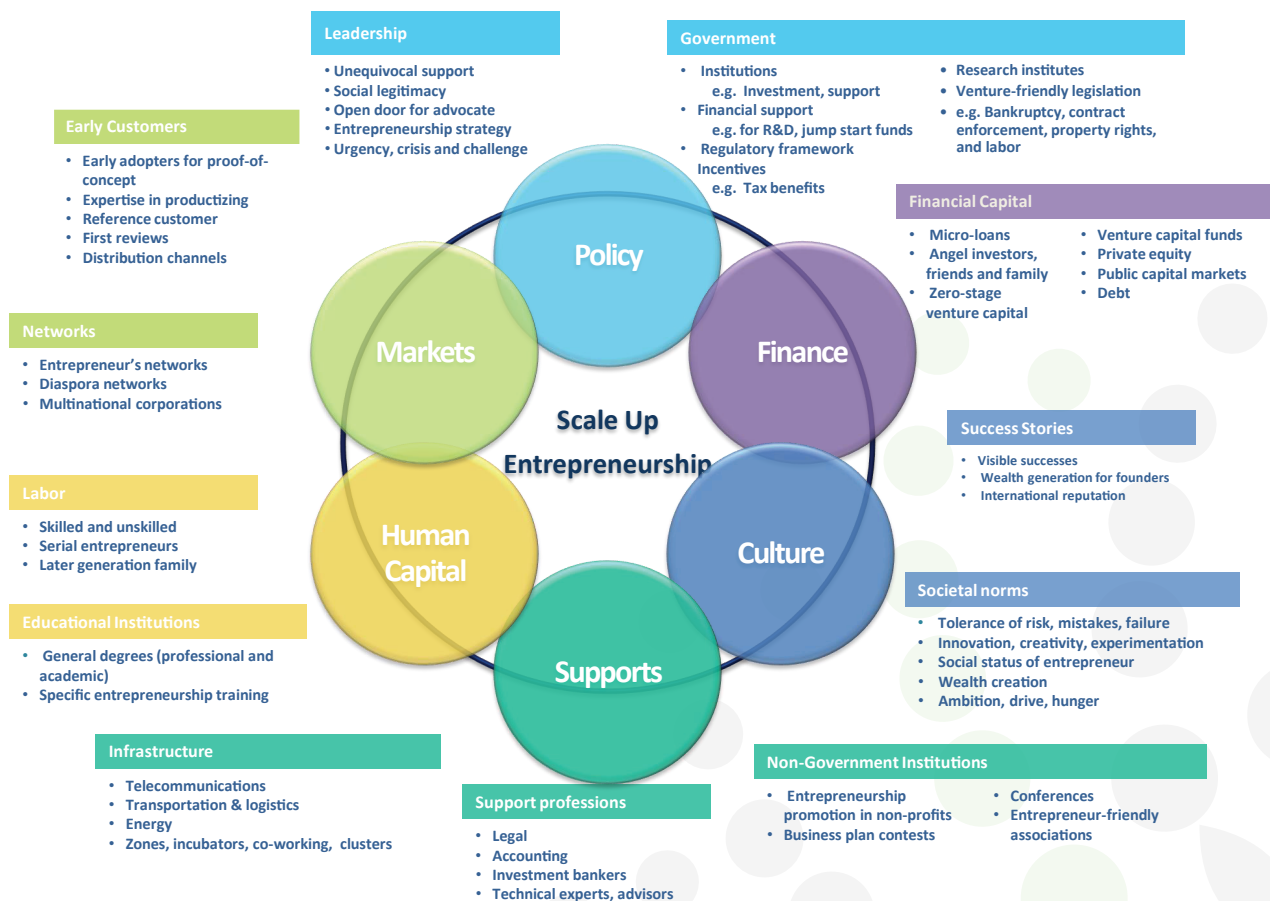 Leadership
• Unequivocal support
• Social legitimacy
• Open door for advocate
• Entrepreneurship strategy
• Urgency, crisis and challenge
Government
• Institutions
e.g. Investment, support
• Financial support
e.g. for R&D, jump start funds
• Regulatory framework
Incentives
e.g. Tax benefits
• Research institutes
• Venture-friendly legislation
• e.g. Bankruptcy, contract
enforcement, property rights,
and labor
Early Customers
• Early adopters for proof-of-
concept
• Expertise in productizing
• Reference customer
• First reviews
• Distribution channels
Financial Capital
• Micro-loans
• Angel investors,
friends and family
• Zero-stage
venture capital
• Venture capital funds
• Private equity
• Public capital markets
• Debt
Networks
• Entrepreneur's networks
• Diaspora networks
• Multinational corporations
Policy
Markets
Finance
Scale Up
Entrepreneurship
Human
Capital
Culture
Supports
Success Stories
• Visible successes
• Wealth generation for founders
• International reputation
Labor
• Skilled and unskilled
• Serial entrepreneurs
• Later generation family
Societal norms
• Tolerance of risk, mistakes, failure
• Innovation, creativity, experimentation
• Social status of entrepreneur
• Wealth creation
• Ambition, drive, hunger
Educational Institutions
• General degrees (professional and
academic)
• Specific entrepreneurship training
Infrastructure
• Telecommunications
• Transportation & logistics
• Energy
• Zones, incubators, co-working, clusters
Support professions
• Legal
• Accounting
• Investment bankers
• Technical experts, advisors
Non-Government Institutions
• Entrepreneurship
promotion in non-profits
• Business plan contests
• Conferences
• Entrepreneur-friendly
associations